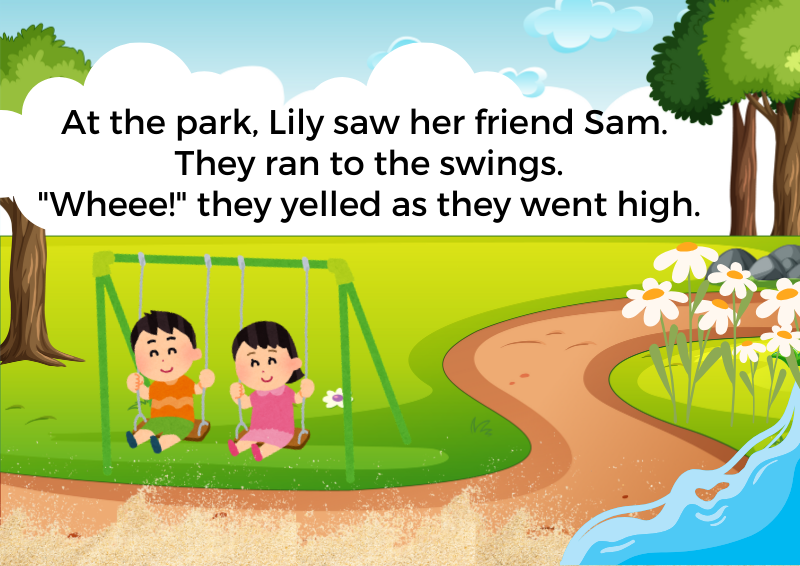 At the park, Lily saw her friend Sam.
They ran to the swings.
"Wheee!" they yelled as they went high.